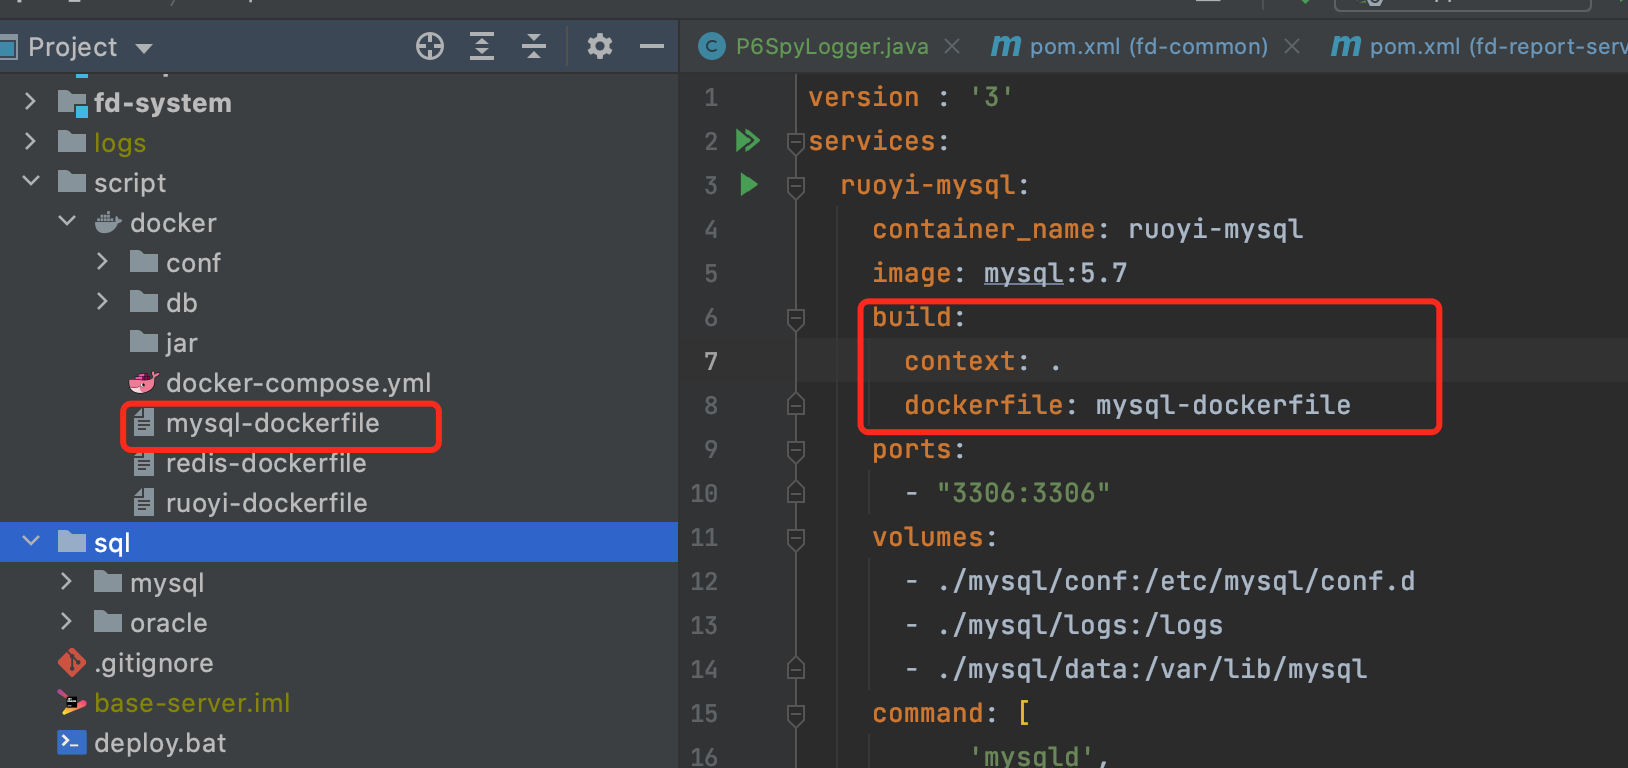 Project
fd-system
logs
script
docker
conf
db
jar
docker-compose.yml
mysql-dockerfile
redis-dockerfile
ruoyi-dockerfile
sql
mysql
oracle
.gitignore
base-server.iml
deploy.bat
P6SpyLogger.java
pom.xml (fd-common)
pom.xml (fd-report-serv
1 version : '3'
2 services:
3 ruoyi-mysql:
4 container_name: ruoyi-mysql
5 image: mysql:5.7
6 build:
7 context: .
8 dockerfile: mysql-dockerfile
9 ports:
10 - "3306:3306"
11 volumes:
12 - ./mysql/conf:/etc/mysql/conf.d
13 - ./mysql/logs:/logs
14 - ./mysql/data:/var/lib/mysql
15 command: [
16 'mysqld',